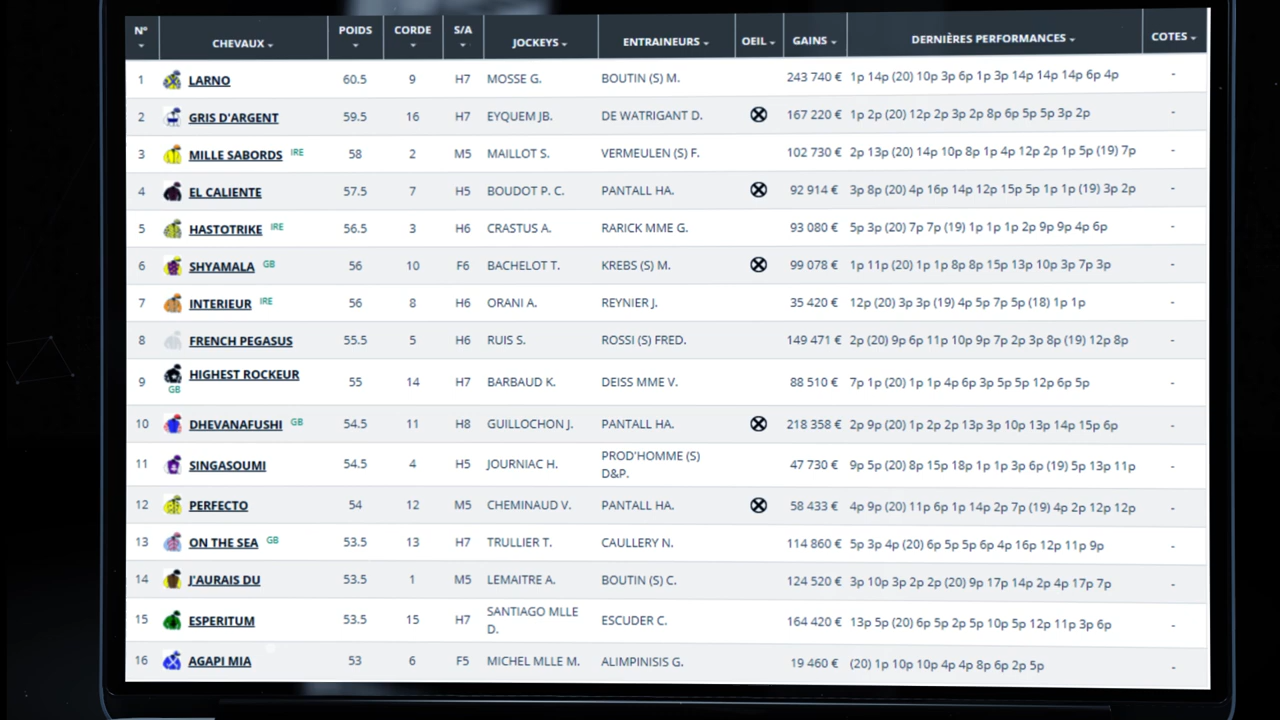 N° CHEVAUX POIDS CORDE S/A JOCKEYS ENTRAINEURS OEIL GAINS DERNIÈRES PERFORMANCES COTES
1 LARNO 60.5 9 H7 MOSSE G. BOUTIN (S) M. 243 740 € 1p 14p (20) 10p 3p 6p 1p 3p 14p 14p 14p 6p 4p -
2 GRIS D'ARGENT 59.5 16 H7 EYQUEM JB. DE WATRIGANT D. 167 220 € 1p 2p (20) 12p 2p 3p 2p 8p 6p 5p 5p 3p 2p -
3 MILLE SABORDS IRE 58 2 M5 MAILLOT S. VERMEULEN (S) F. 102 730 € 2p 13p (20) 14p 10p 8p 1p 4p 12p 2p 1p 5p (19) 7p -
4 EL CALIENTE 57.5 7 H5 BOUDOT P. C. PANTALL HA. 92 914 € 3p 8p (20) 4p 16p 14p 12p 15p 5p 1p 1p (19) 3p 2p -
5 HASTOTRIKE IRE 56.5 3 H6 CRASTUS A. RARICK MME G. 93 080 € 5p 3p (20) 7p 7p (19) 1p 1p 1p 2p 9p 9p 4p 6p -
6 SHYAMALA GB 56 10 F6 BACHELOT T. KREBS (S) M. 99 078 € 1p 11p (20) 1p 1p 8p 8p 15p 13p 10p 3p 7p 3p -
7 INTERIEUR IRE 56 8 H6 ORANI A. REYNIER J. 35 420 € 12p (20) 3p 3p (19) 4p 5p 7p 5p (18) 1p 1p -
8 FRENCH PEGASUS 55.5 5 H6 RUIS S. ROSSI (S) FRED. 149 471 € 2p (20) 9p 6p 11p 10p 9p 7p 2p 3p 8p (19) 12p 8p -
9 HIGHEST ROCKEUR 55 14 H7 BARBAUD K. DEISS MME V. 88 510 € 7p 1p (20) 1p 1p 4p 6p 3p 5p 5p 12p 6p 5p -
GB
10 DHEVANAFUSHI GB 54.5 11 H8 GUILLOCHON J. PANTALL HA. 218 358 € 2p 9p (20) 1p 2p 2p 13p 3p 10p 13p 14p 15p 6p -
11 SINGASOUMI 54.5 4 H5 JOURNIAC H. PROD'HOMME (S) 47 730 € 9p 5p (20) 8p 15p 18p 1p 1p 3p 6p (19) 5p 13p 11p -
D&P.
12 PERFECTO 54 12 M5 CHEMINAUD V. PANTALL HA. 58 433 € 4p 9p (20) 11p 6p 1p 14p 2p 7p (19) 4p 2p 12p 12p -
13 ON THE SEA GB 53.5 13 H7 TRULLIER T. CAULLERY N. 114 860 € 5p 3p 4p (20) 6p 5p 5p 6p 4p 16p 12p 11p 9p -
14 J'AURAIS DU 53.5 1 M5 LEMAITRE A. BOUTIN (S) C. 124 520 € 3p 10p 3p 2p 2p (20) 9p 17p 14p 2p 4p 17p 7p -
15 ESPERITUM 53.5 15 H7 SANTIAGO MLLE ESCUDER C. 164 420 € 13p 5p (20) 6p 5p 2p 5p 10p 5p 12p 11p 3p 6p -
D.
16 AGAPI MIA 53 6 F5 MICHEL MLLE M. ALIMPINISIS G. 19 460 € (20) 1p 10p 10p 4p 4p 8p 6p 2p 5p -